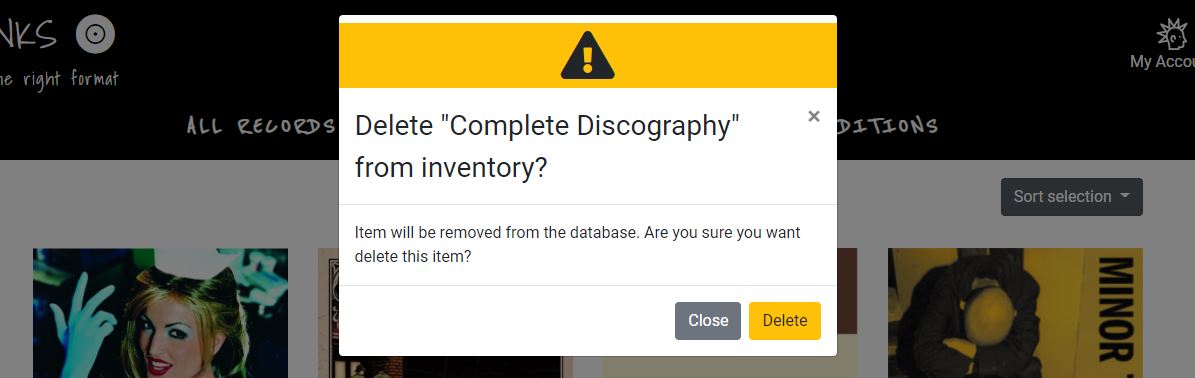 NKS
he right format
My Accou
ALL RECORDS
DITIONS
Delete "Complete Discography"
from inventory?
×
Item will be removed from the database. Are you sure you want
delete this item?
Close
Delete
Sort selection
MINOR